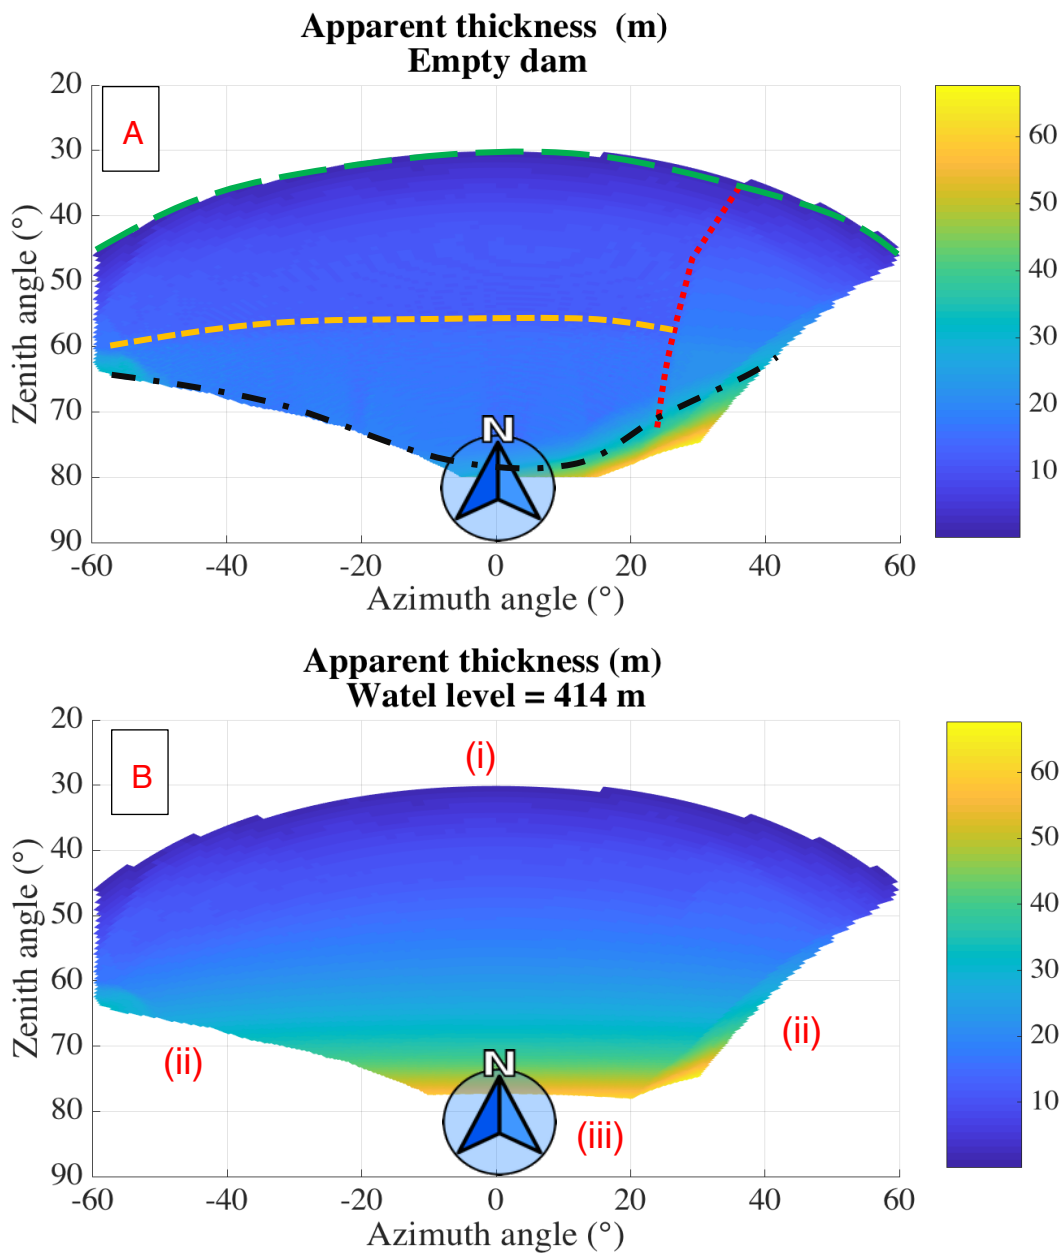 Apparent thickness (m)
Empty dam
A
20
30
40
50
60
70
80
90
Zenith angle (°)
N
-60 -40 -20 0 20 40 60
Azimuth angle (°)
60
50
40
30
20
10
Apparent thickness (m)
Watel level = 414 m
B
(i)
20
30
40
50
60
70
80
90
Zenith angle (°)
(ii)
(ii)
N
(iii)
-60 -40 -20 0 20 40 60
Azimuth angle (°)
60
50
40
30
20
10